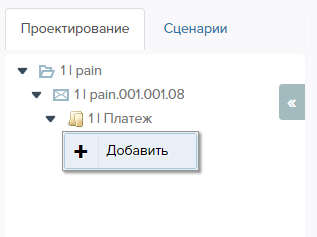 Проектирование Сценарии
1 | pain
1 | pain.001.001.08
1 | Платеж
Добавить
«